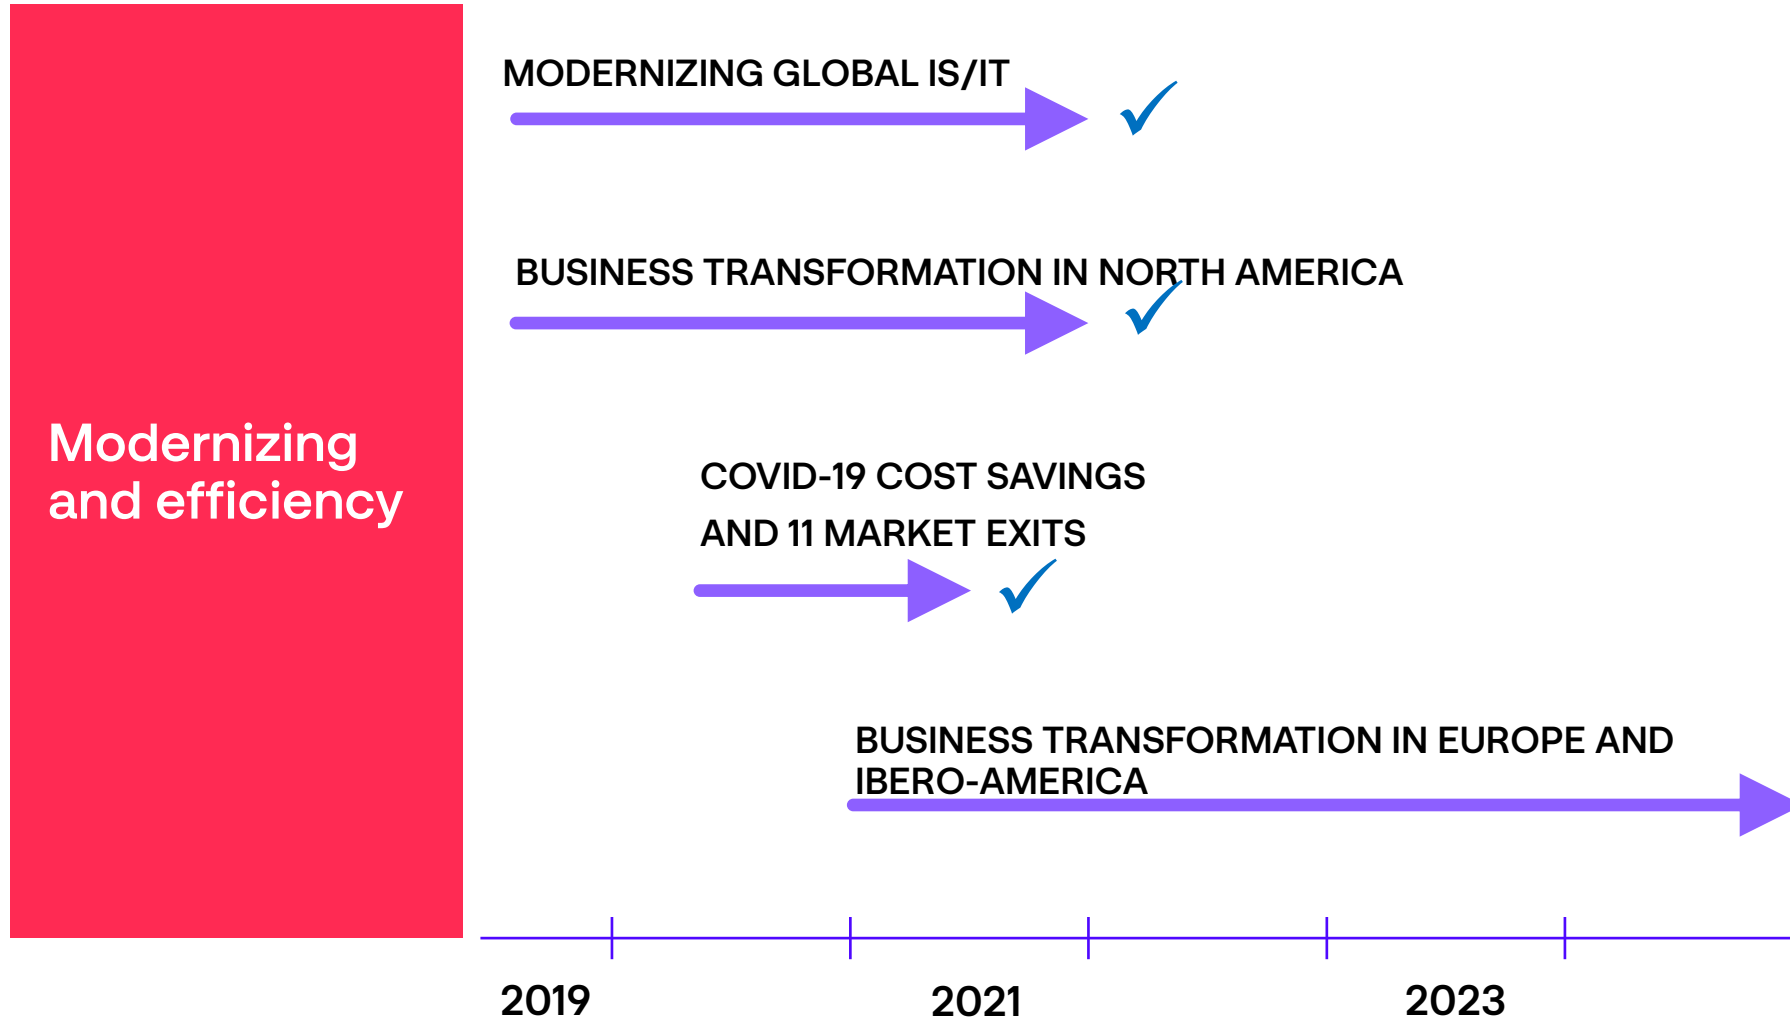 Modernizing
and efficiency
MODERNIZING GLOBAL IS/IT
BUSINESS TRANSFORMATION IN NORTH AMERICA
COVID-19 COST SAVINGS
AND 11 MARKET EXITS
BUSINESS TRANSFORMATION IN EUROPE AND
IBERO-AMERICA
2019
2021
2023